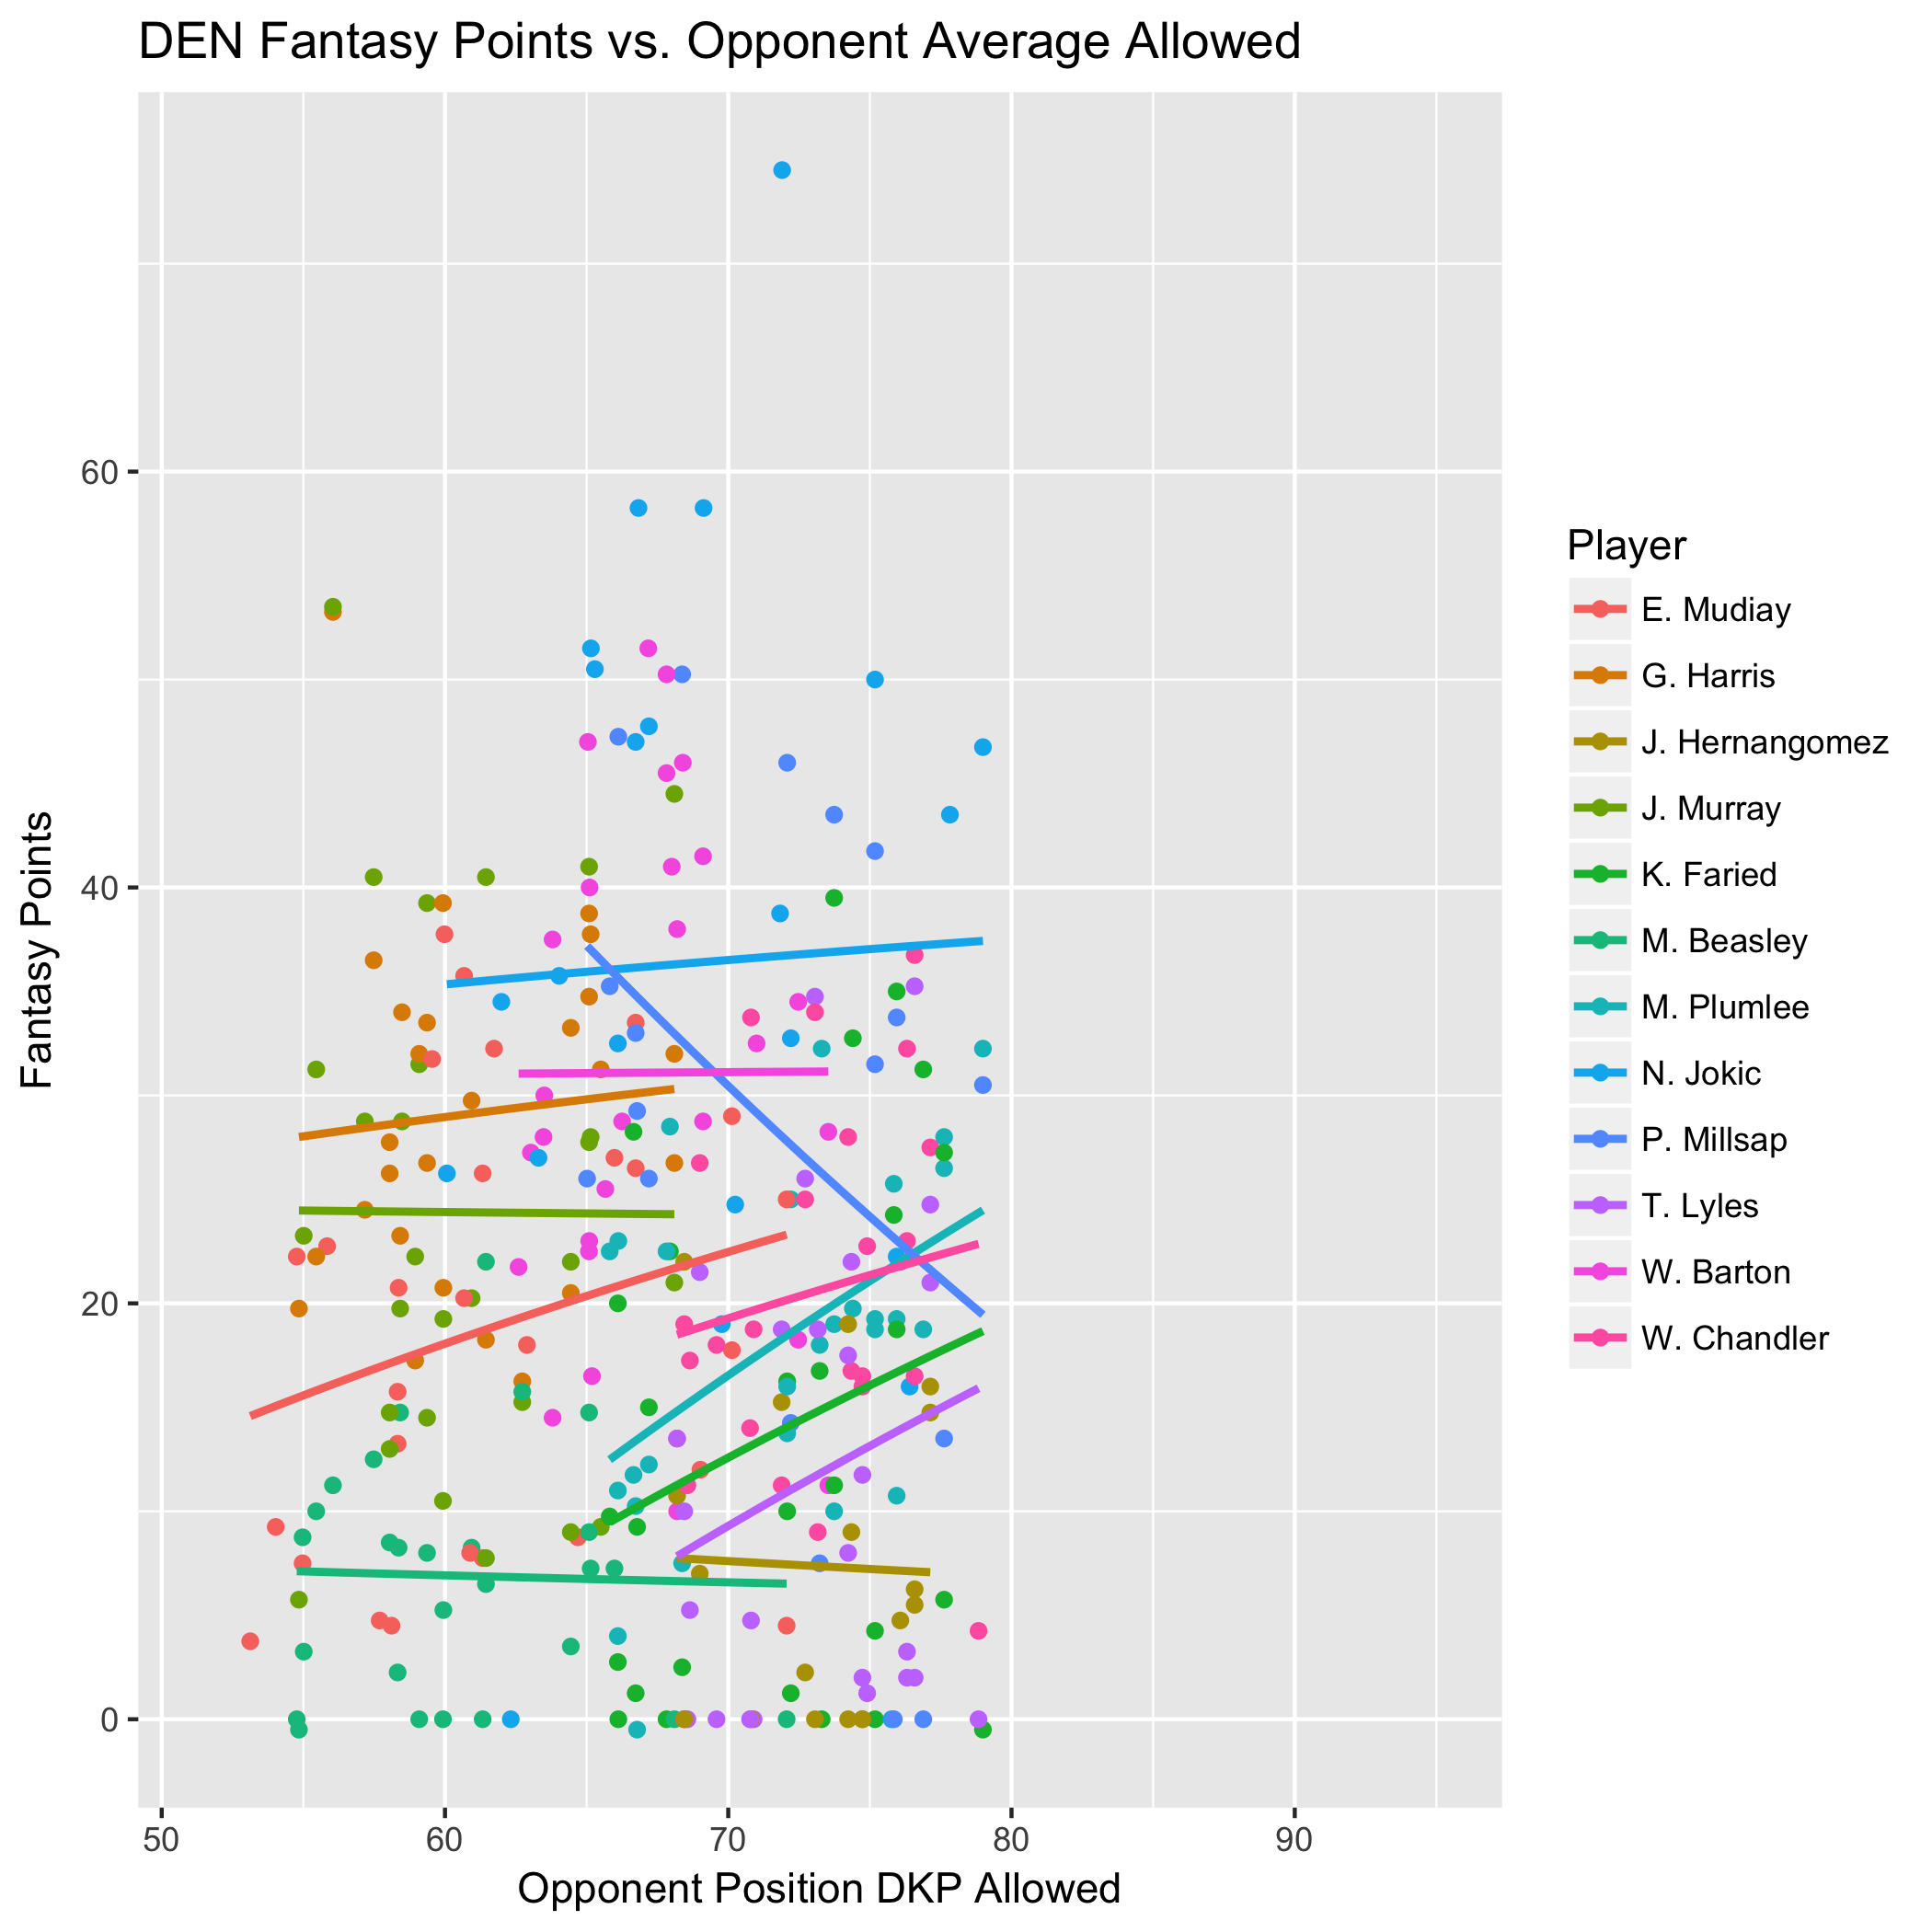 DEN Fantasy Points vs. Opponent Average Allowed
Fantasy Points
60
40
20
0
50 60 70 80 90
Opponent Position DKP Allowed
Player
E. Mudiay
G. Harris
J. Hernangomez
J. Murray
K. Faried
M. Beasley
M. Plumlee
N. Jokic
P. Millsap
T. Lyles
W. Barton
W. Chandler